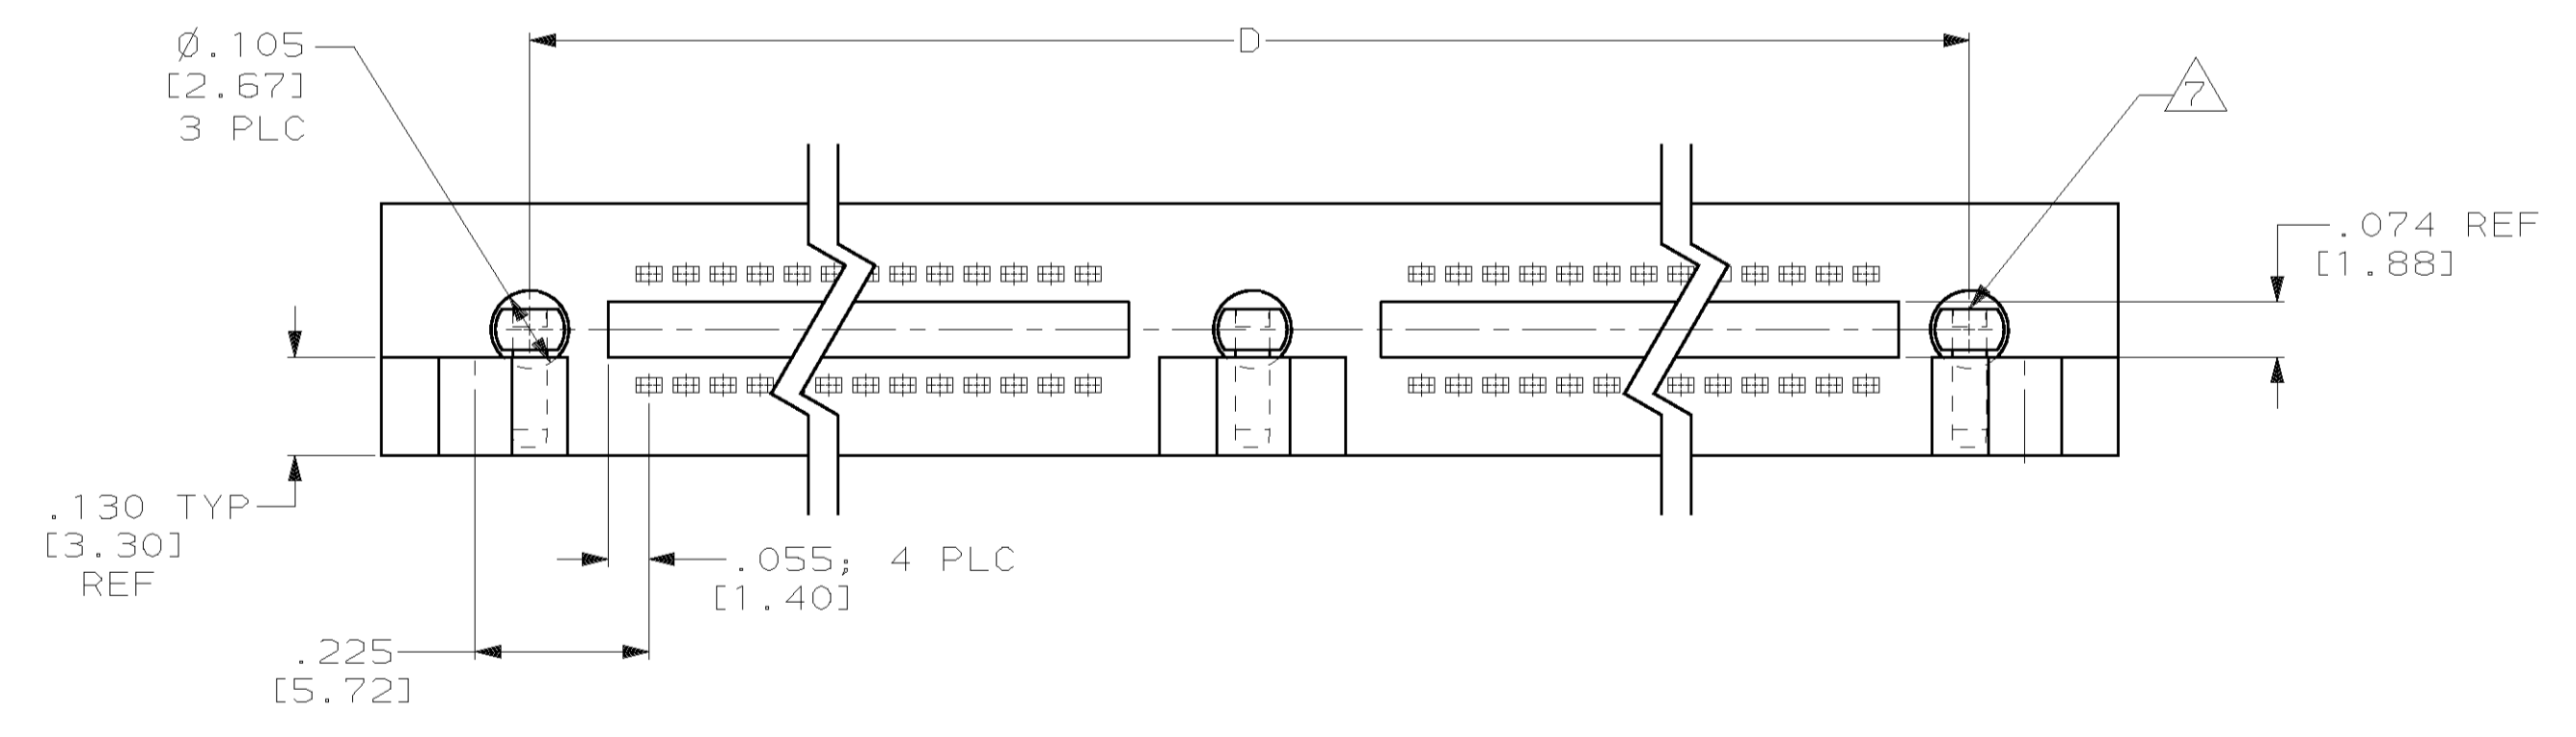 Ø.105
[2.67]
3 PLC
D
7
.074 REF
[1.88]
.130 TYP
[3.30]
REF
.055; 4 PLC
[1.40]
.225
[5.72]